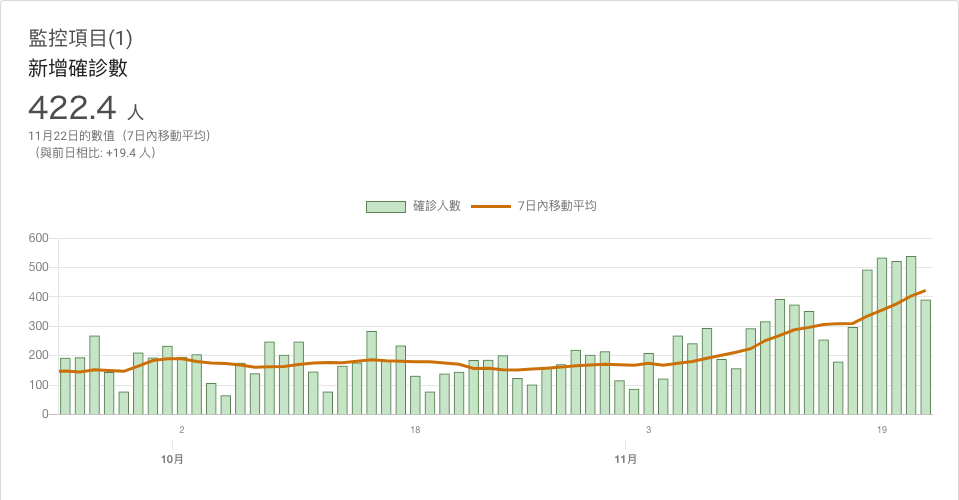 監控項目(1)
新增確診數
422.4 人
11月22日的數值（7日內移動平均）
（與前日相比: +19.4 人）
確診人數 7日內移動平均
600
500
400
300
200
100
0
2 18 3 19
10月 11月